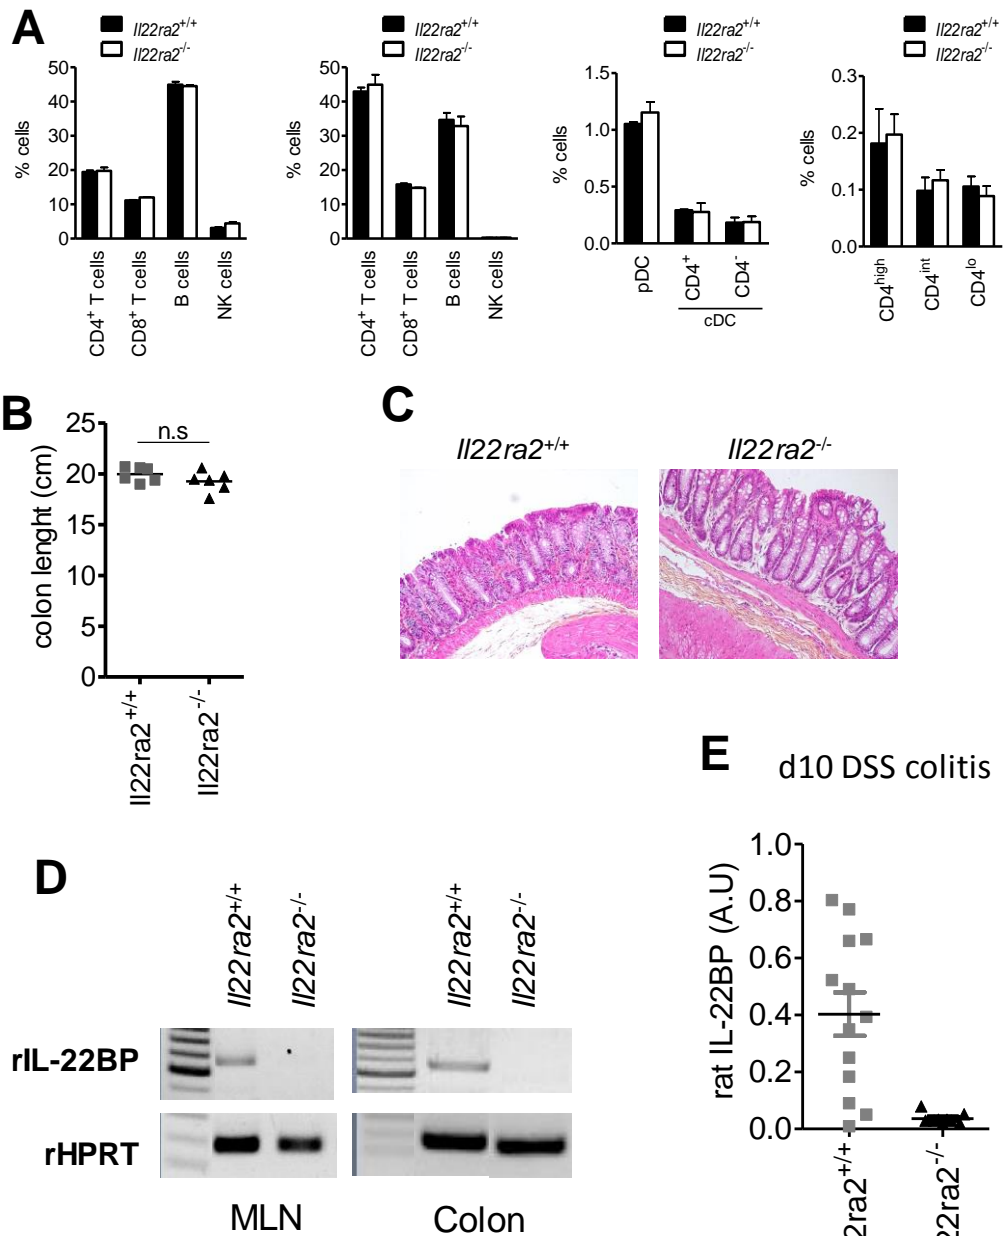 A
Il22ra2+/+
Il22ra2-/-
% cells
50
40
30
20
10
0
CD4+ T cells
CD8+ T cells
B cells
NK cells
Il22ra2+/+
Il22ra2-/-
% cells
50
40
30
20
10
0
CD4+ T cells
CD8+ T cells
B cells
NK cells
Il22ra2+/+
Il22ra2-/-
% cells
1.5
1.0
0.5
0.0
pDC
CD4+
CD4-
cDC
Il22ra2+/+
Il22ra2-/-
% cells
0.3
0.2
0.1
0.0
CD4high
CD4int
CD4lo
B
colon lenght (cm)
25
20
15
10
5
0
n.s
Il22ra2+/+
Il22ra2-/-
C
Il22ra2+/+
Il22ra2-/-
D
Il22ra2+/+
Il22ra2-/-
Il22ra2+/+
Il22ra2-/-
rIL-22BP
rHPRT
MLN
Colon
E
d10 DSS colitis
rat IL-22BP (A.U)
1.0
0.8
0.6
0.4
0.2
0.0
2ra2+/+
22ra2-/-